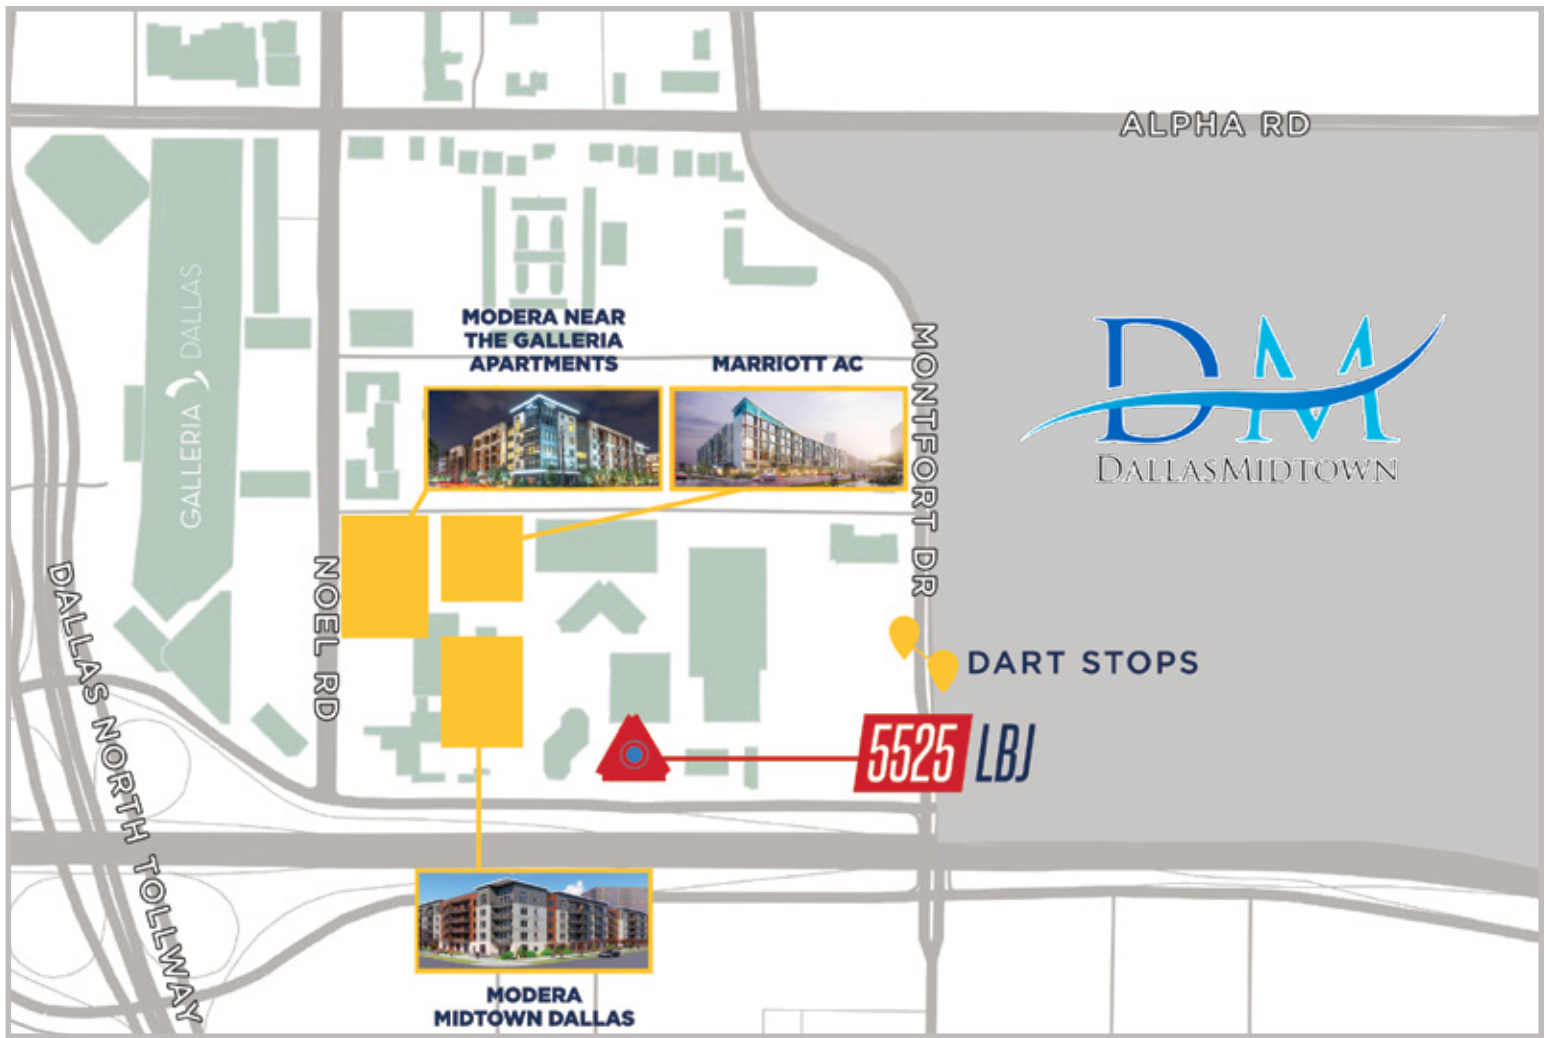 ALPHA RD
GALLERIA DALLAS
MODERA NEAR
THE GALLERIA
APARTMENTS
MARRIOTT AC
MONTFORT DR
DM
DALLASMIDTOWN
NOEL RD
DALLAS NORTH TOLLWAY
DART STOPS
5525 LBJ
MODERA
MIDTOWN DALLAS